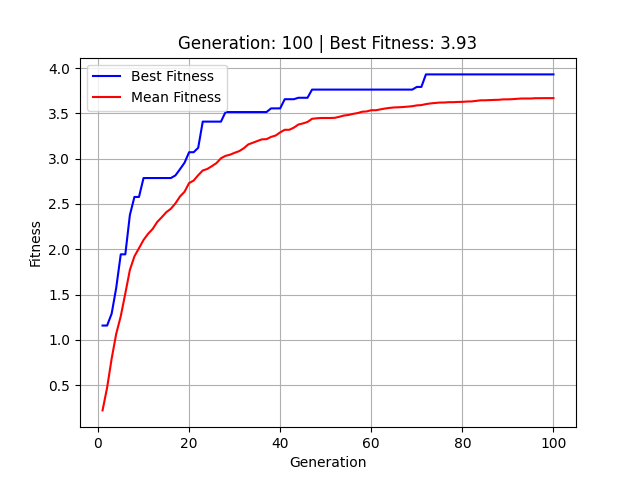 Generation: 100 | Best Fitness: 3.93
Best Fitness
Mean Fitness
Fitness
4.0
3.5
3.0
2.5
2.0
1.5
1.0
0.5
0 20 40 60 80 100
Generation